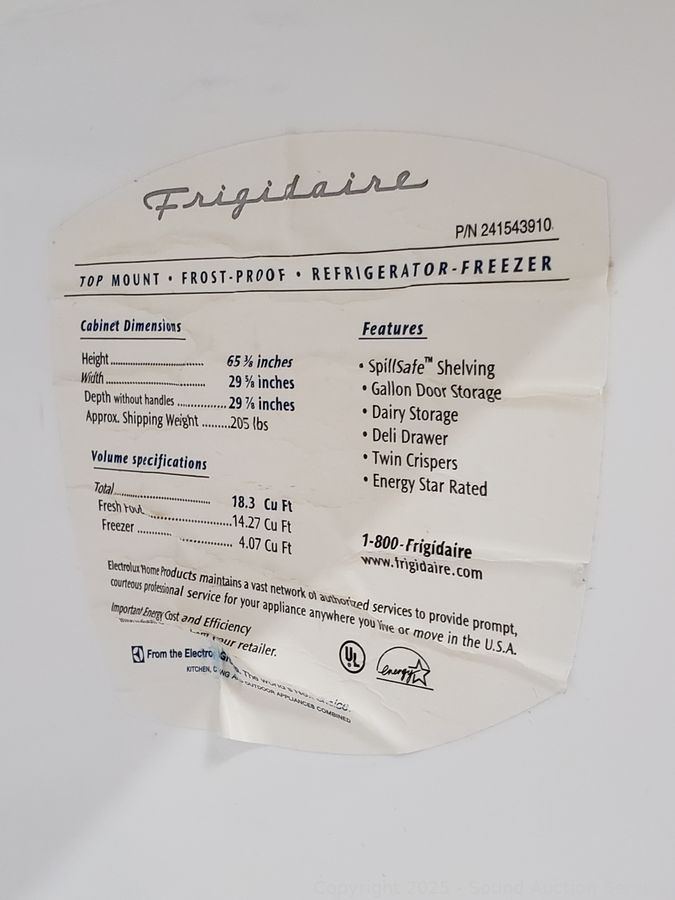 Frigidaire
P/N 241543910
TOP MOUNT • FROST-PROOF • REFRIGERATOR-FREEZER
Cabinet Dimensions
Height 65 3/8 inches
Width 29 5/8 inches
Depth without handles 29 7/8 inches
Approx. Shipping Weight 205 lbs
Volume specifications
Total 18.3 Cu Ft
Fresh 14.27 Cu Ft
Freezer 4.07 Cu Ft
Features
• SpillSafe™ Shelving
• Gallon Door Storage
• Dairy Storage
• Deli Drawer
• Twin Crispers
• Energy Star Rated
1-800-Frigidaire
www.frigidaire.com
Electrolux Home Products maintains a vast network of authorized services to provide prompt,
courteous professional service for your appliance anywhere you live or move in the U.S.A.
Important Energy Cost and Efficiency
your retailer.
UL
energy
From the Electro The World's
KITCHEN, OUTDOOR APPLIANCES COMBINED
Copyright 2025 - Sound Auction Service